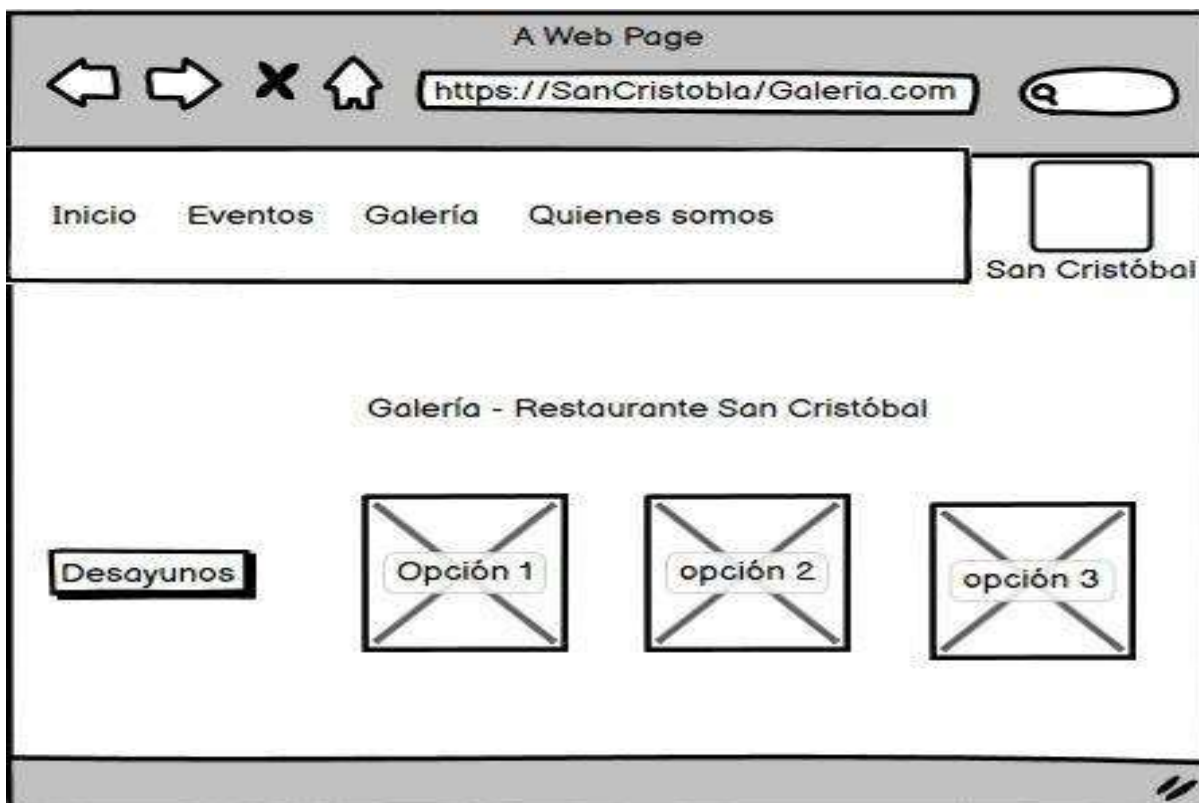 A Web Page
https://SanCristobla/Galeria.com
Inicio Eventos Galería Quienes somos
San Cristóbal
Galería - Restaurante San Cristóbal
Desayunos Opción 1 opción 2 opción 3